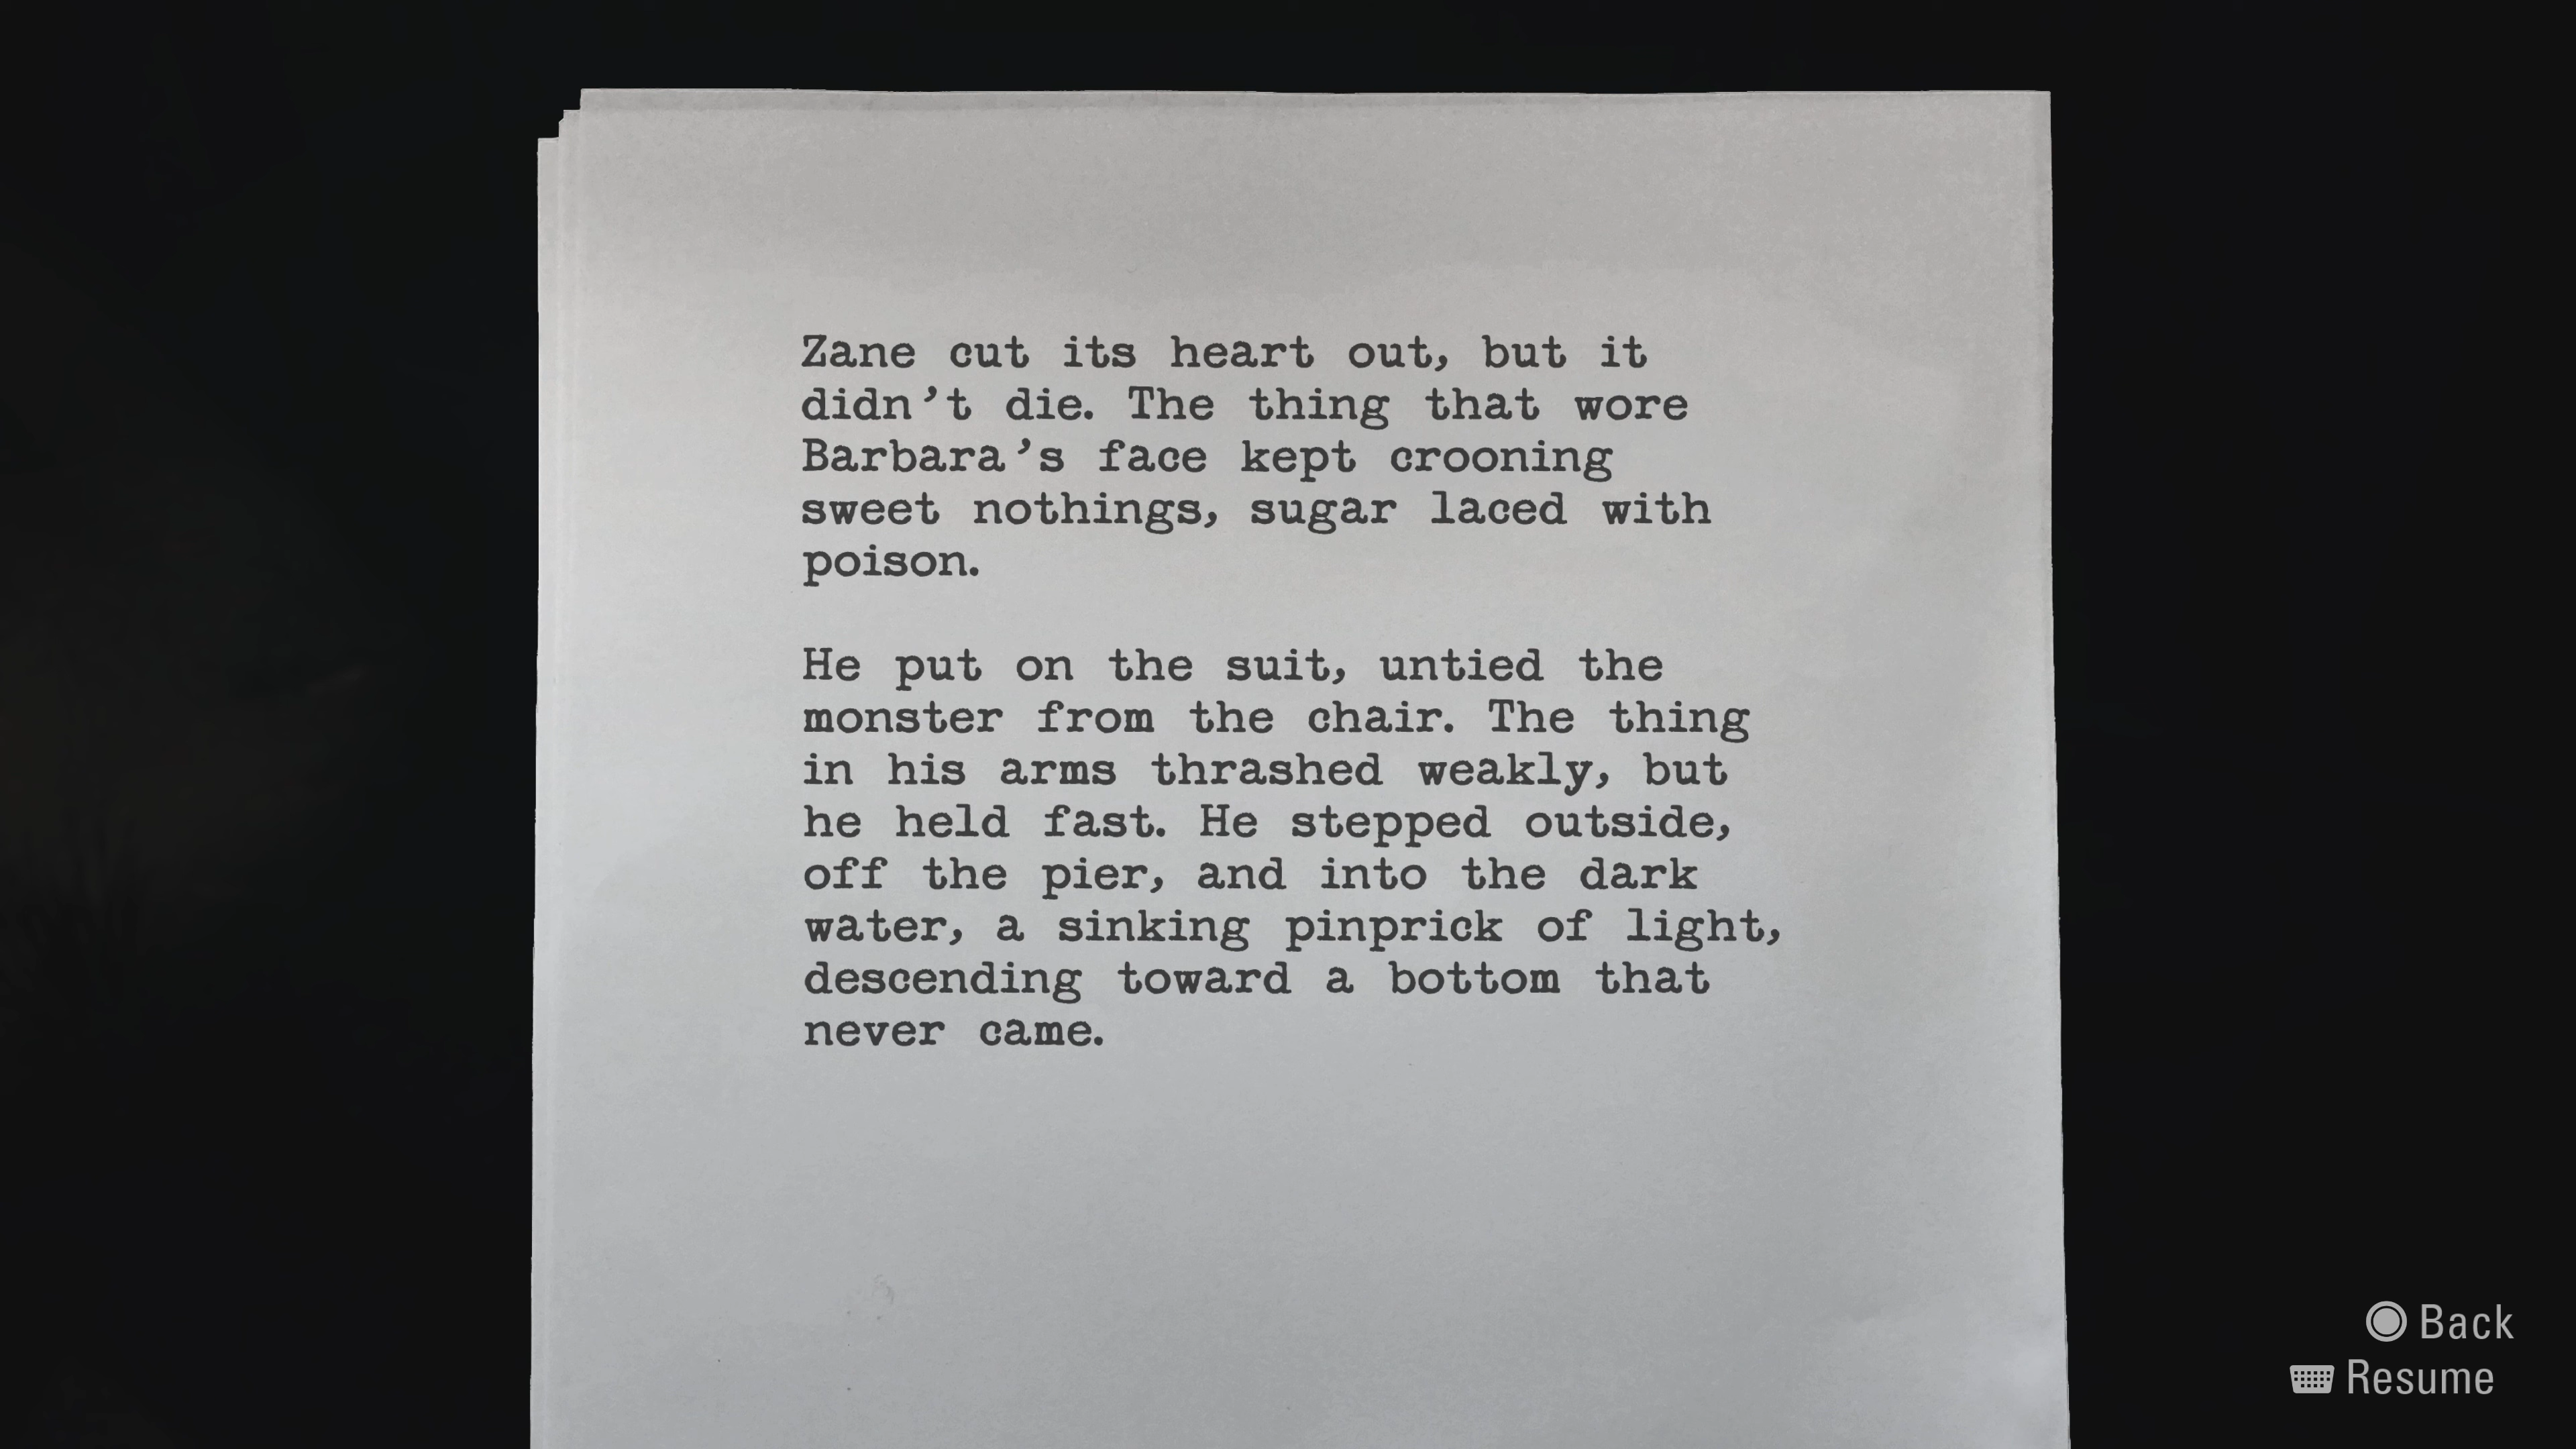 Zane cut its heart out, but it
didn't die. The thing that wore
Barbara's face kept crooning
sweet nothings, sugar laced with
poison.
He put on the suit, untied the
monster from the chair. The thing
in his arms thrashed weakly, but
he held fast. He stepped outside,
off the pier, and into the dark
water, a sinking pinprick of light,
descending toward a bottom that
never came.
Back
Resume